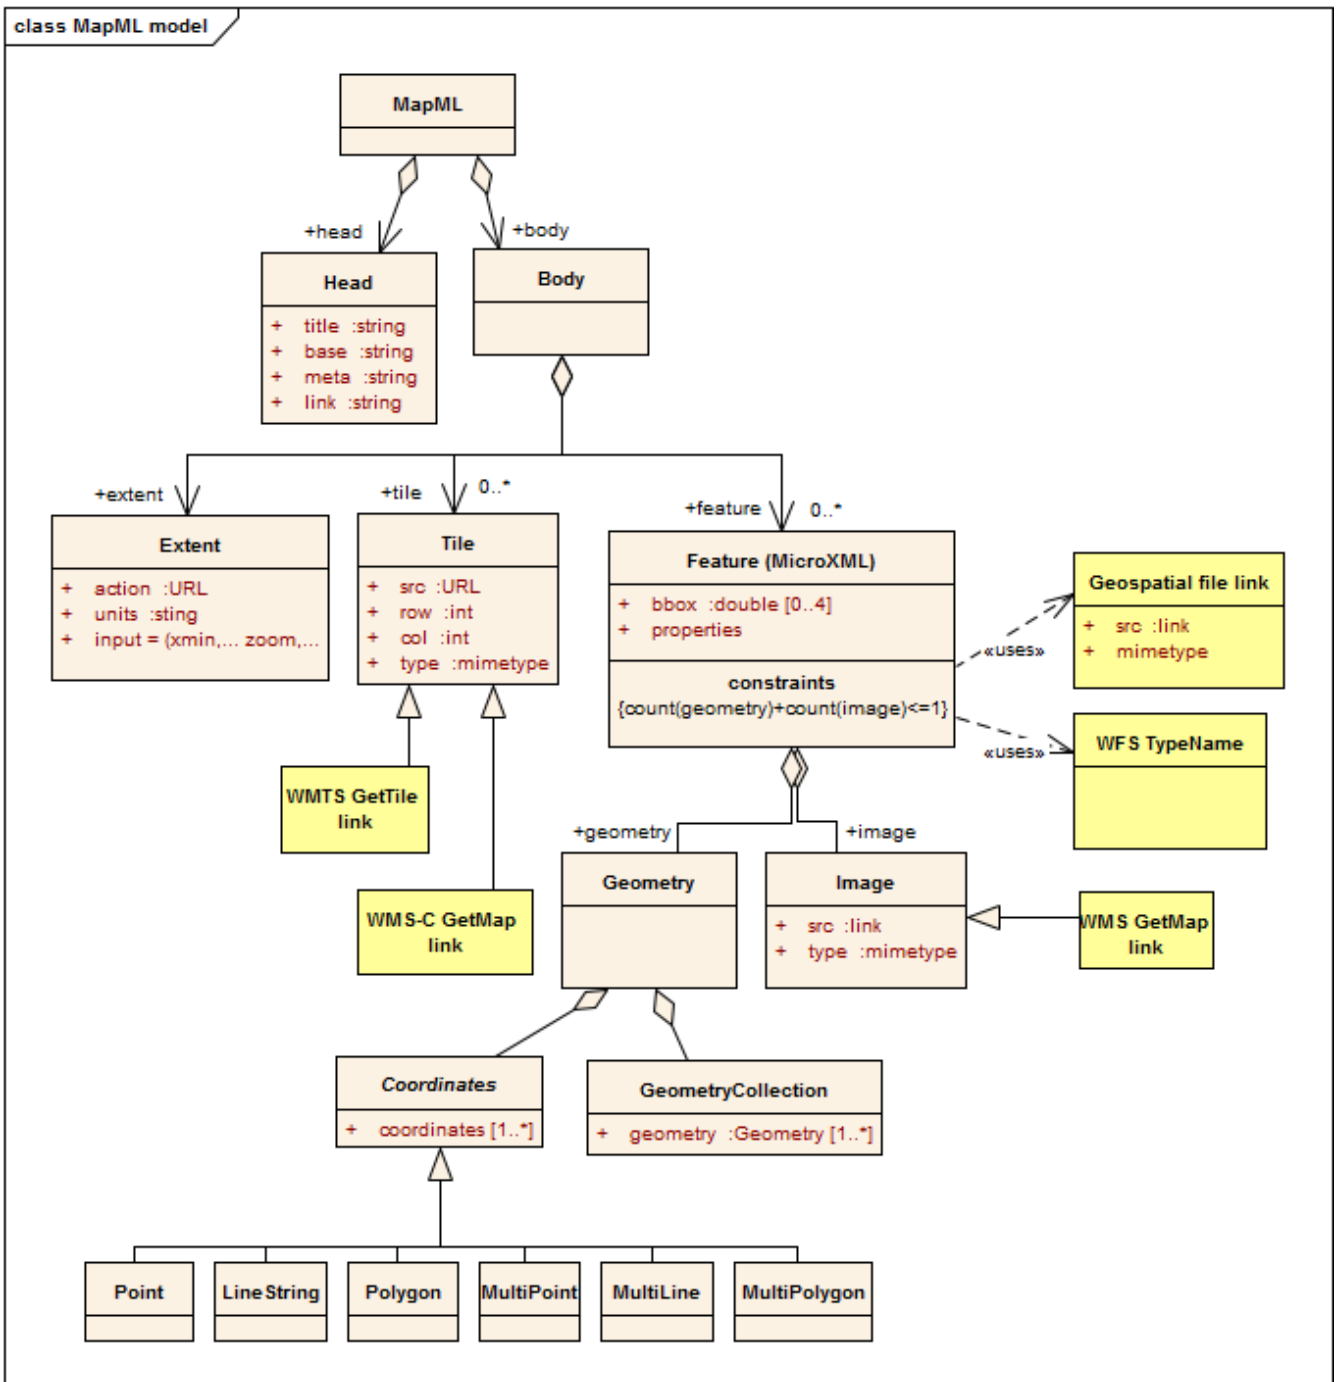 class MapML model
MapML
+head
+body
Head
+ title :string
+ base :string
+ meta :string
+ link :string
Body
+extent
+tile
0..*
+feature
0..*
Extent
+ action :URL
+ units :sting
+ input = (xmin,... zoom,...
Tile
+ src :URL
+ row :int
+ col :int
+ type :mimetype
Feature (MicroXML)
+ bbox :double [0..4]
+ properties
constraints
{count(geometry)+count(image)<=1}
«uses»
Geospatial file link
+ src :link
+ mimetype
«uses»
WFS TypeName
WMTS GetTile
link
WMS-C GetMap
link
+geometry
+image
Geometry
Image
+ src :link
+ type :mimetype
WMS GetMap
link
Coordinates
+ coordinates [1..*]
GeometryCollection
+ geometry :Geometry [1..*]
Point
LineString
Polygon
MultiPoint
MultiLine
MultiPolygon